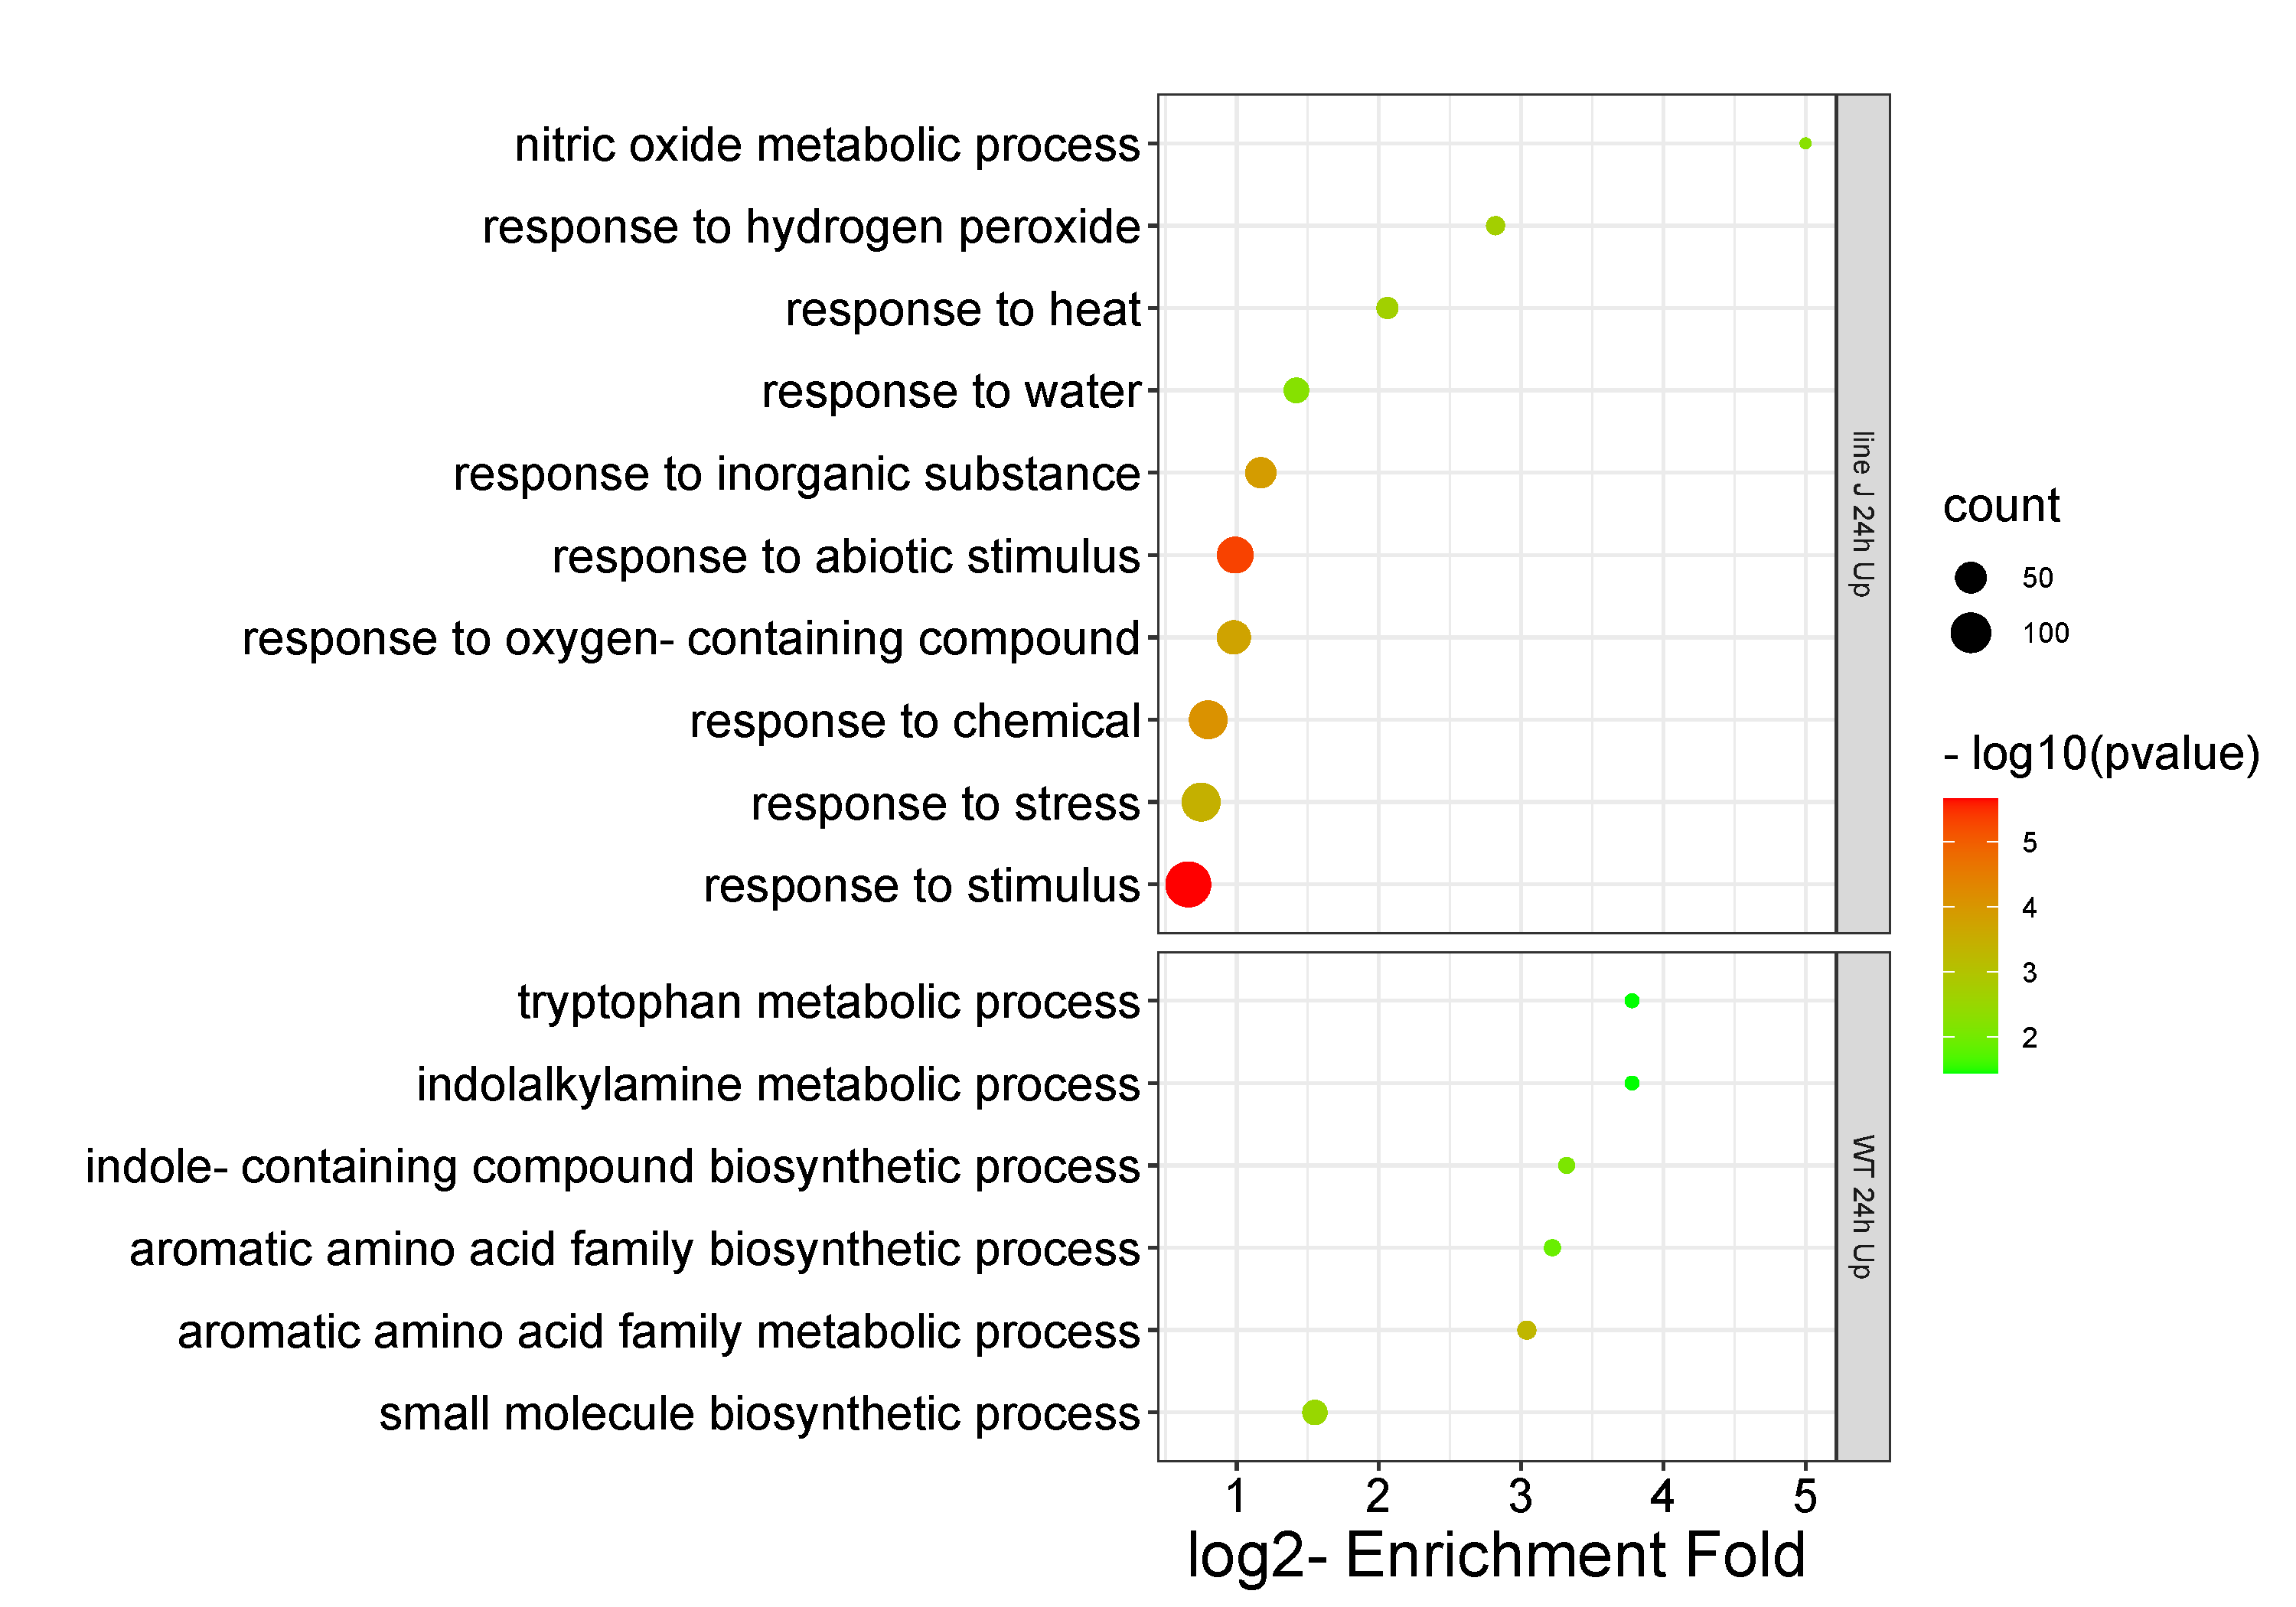 nitric oxide metabolic process
response to hydrogen peroxide
response to heat
response to water
response to inorganic substance
response to abiotic stimulus
response to oxygen- containing compound
response to chemical
response to stress
response to stimulus
line J 24h Up
tryptophan metabolic process
indolalkylamine metabolic process
indole- containing compound biosynthetic process
aromatic amino acid family biosynthetic process
aromatic amino acid family metabolic process
small molecule biosynthetic process
WT 24h Up
1 2 3 4 5
log2- Enrichment Fold
count
50
100
- log10(pvalue)
5
4
3
2